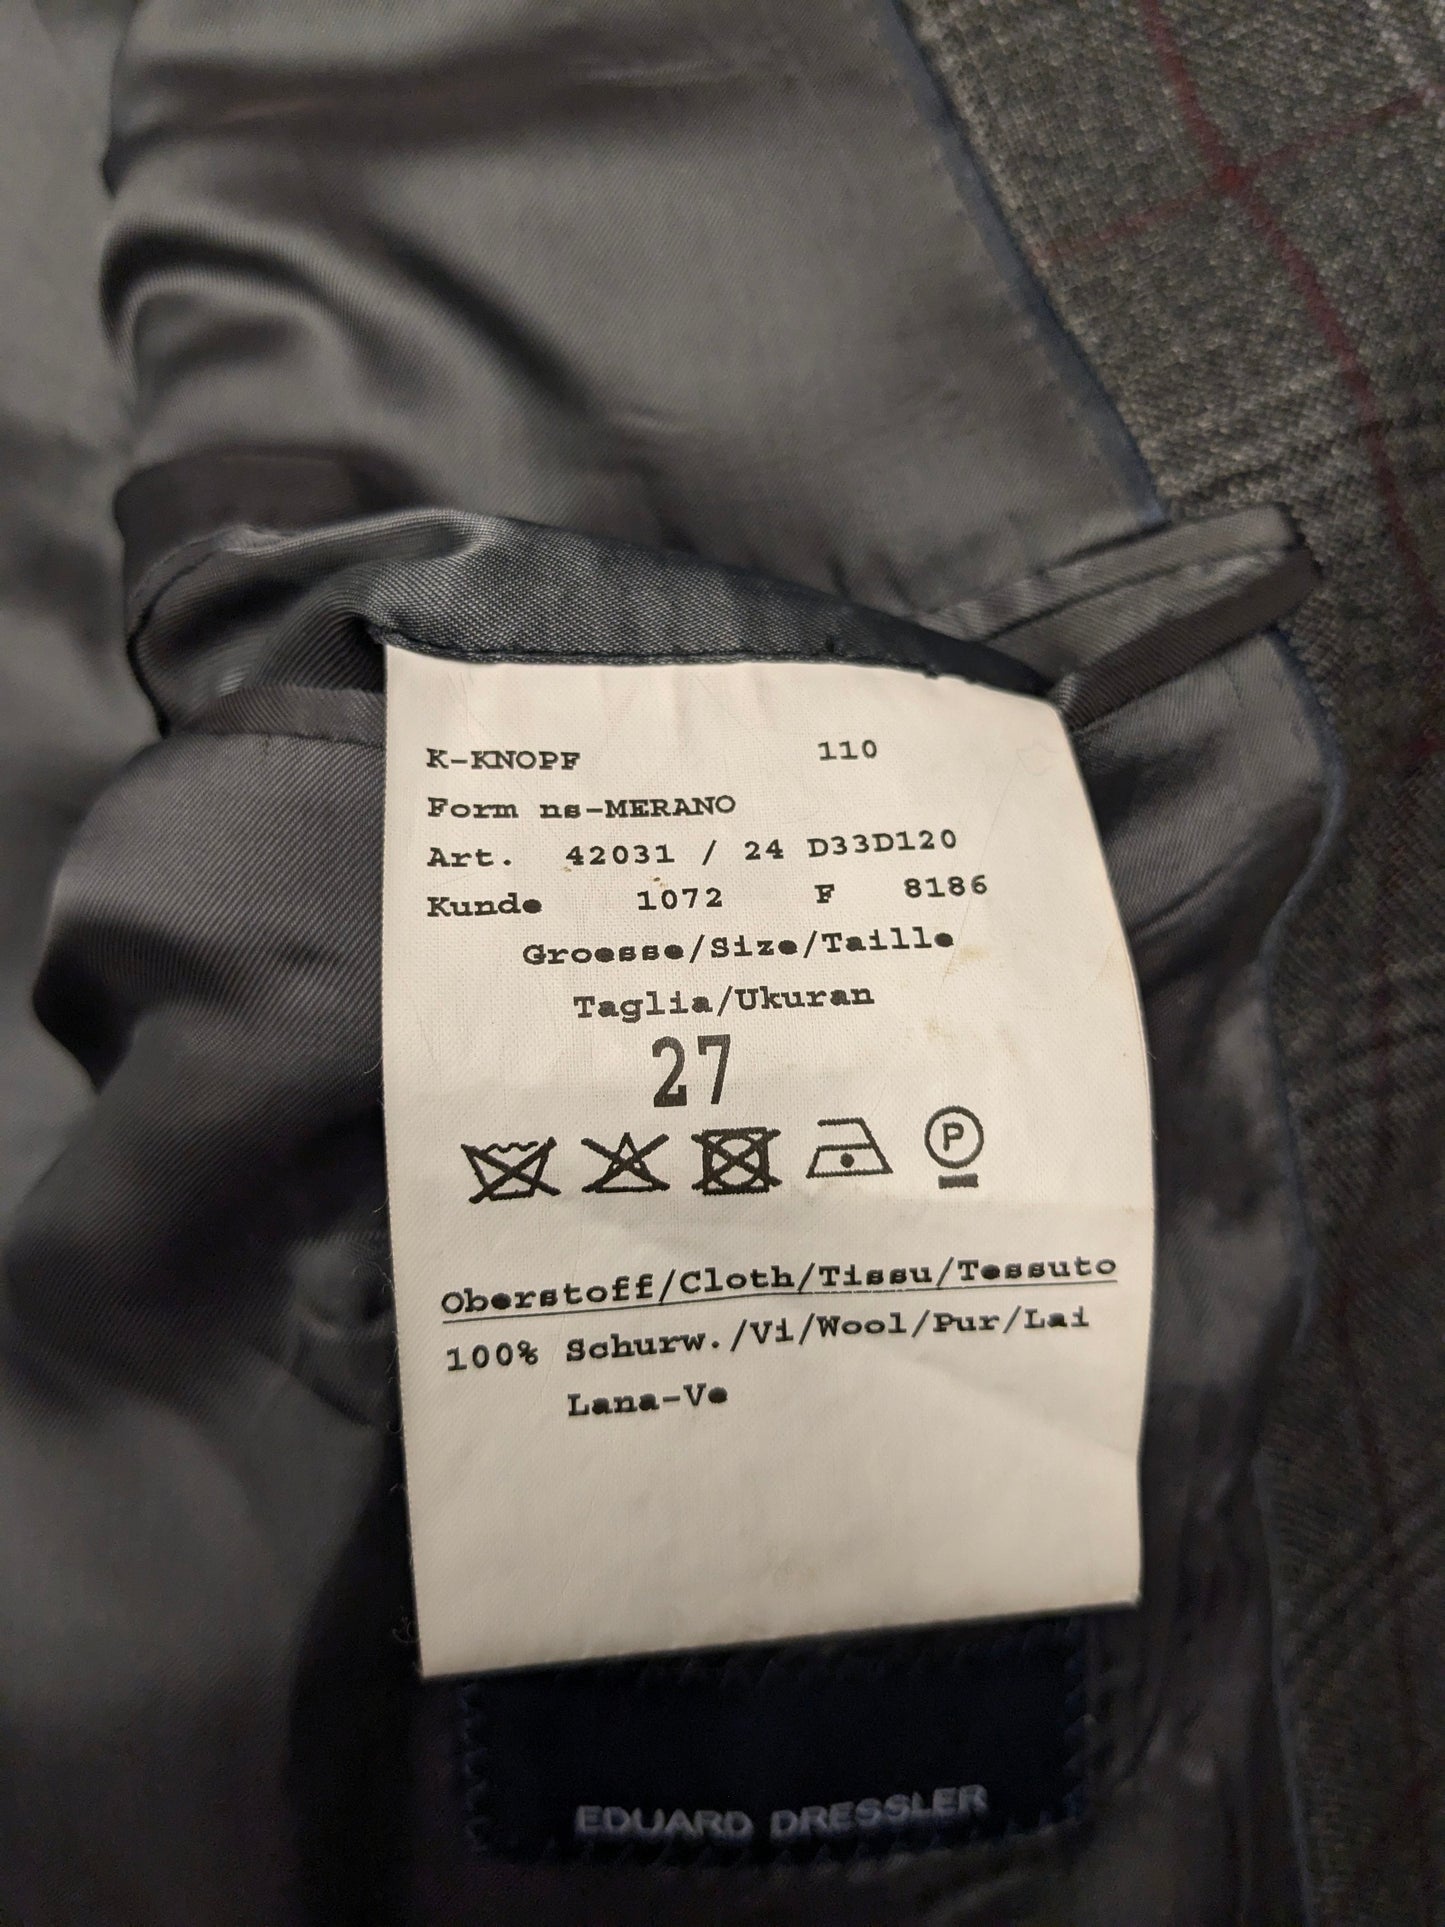 K-KNOPF 110
Form ns-MERANO
Art. 42031 / 24 D33D120
Kunde 1072 F 8186
Groesse/Size/Taille
Taglia/Ukuran
27
P
Oberstoff/Cloth/Tissu/Tessuto
100% Schurw./Vi/Wool/Pur/Lai
Lana-Ve
EDUARD DRESSLER